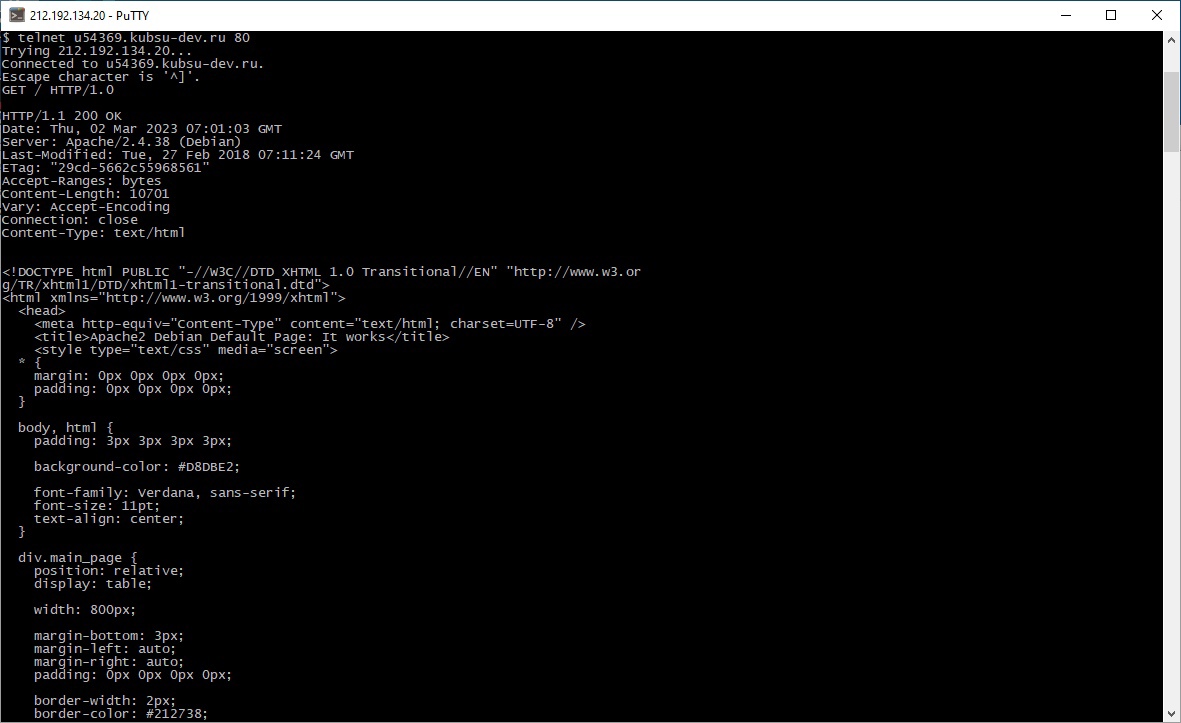 212.192.134.20 - PuTTY
$ telnet u54369.kubsu-dev.ru 80
Trying 212.192.134.20...
Connected to u54369.kubsu-dev.ru.
Escape character is '^]'.
GET / HTTP/1.0

HTTP/1.1 200 OK
Date: Thu, 02 Mar 2023 07:01:03 GMT
Server: Apache/2.4.38 (Debian)
Last-Modified: Tue, 27 Feb 2018 07:11:24 GMT
ETag: "29cd-5662c55968561"
Accept-Ranges: bytes
Content-Length: 10701
Vary: Accept-Encoding
Connection: close
Content-Type: text/html


<!DOCTYPE html PUBLIC "-//W3C//DTD XHTML 1.0 Transitional//EN" "http://www.w3.or
g/TR/xhtml1/DTD/xhtml1-transitional.dtd">
<html xmlns="http://www.w3.org/1999/xhtml">
  <head>
    <meta http-equiv="Content-Type" content="text/html; charset=UTF-8" />
    <title>Apache2 Debian Default Page: It works</title>
    <style type="text/css" media="screen">
  * {
    margin: 0px 0px 0px 0px;
    padding: 0px 0px 0px 0px;
  }

  body, html {
    padding: 3px 3px 3px 3px;

    background-color: #D8DBE2;

    font-family: Verdana, sans-serif;
    font-size: 11pt;
    text-align: center;
  }

  div.main_page {
    position: relative;
    display: table;

    width: 800px;

    margin-bottom: 3px;
    margin-left: auto;
    margin-right: auto;
    padding: 0px 0px 0px 0px;

    border-width: 2px;
    border-color: #212738;